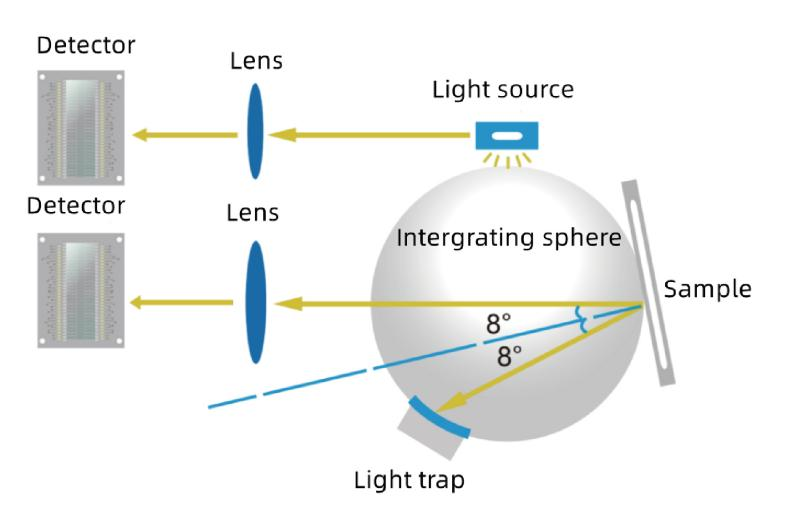 Detector
Lens
Light source
Detector
Lens
Intergrating sphere
Sample
8°
8°
Light trap